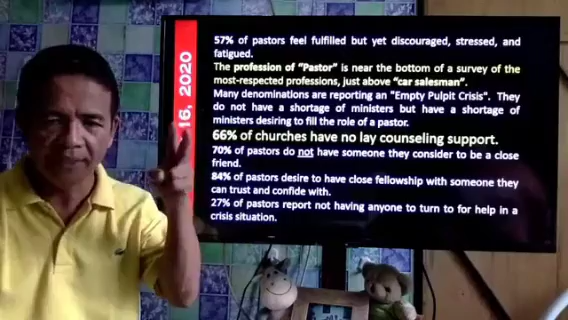 16, 2020
57% of pastors feel fulfilled but yet discouraged, stressed, and
fatigued.
The profession of “Pastor” is near the bottom of a survey of the
most-respected professions, just above “car salesman”.
Many denominations are reporting an "Empty Pulpit Crisis". They
do not have a shortage of ministers but have a shortage of
ministers desiring to fill the role of a pastor.
66% of churches have no lay counseling support.
70% of pastors do not have someone they consider to be a close
friend.
84% of pastors desire to have close fellowship with someone they
can trust and confide with.
27% of pastors report not having anyone to turn to for help in a
crisis situation.